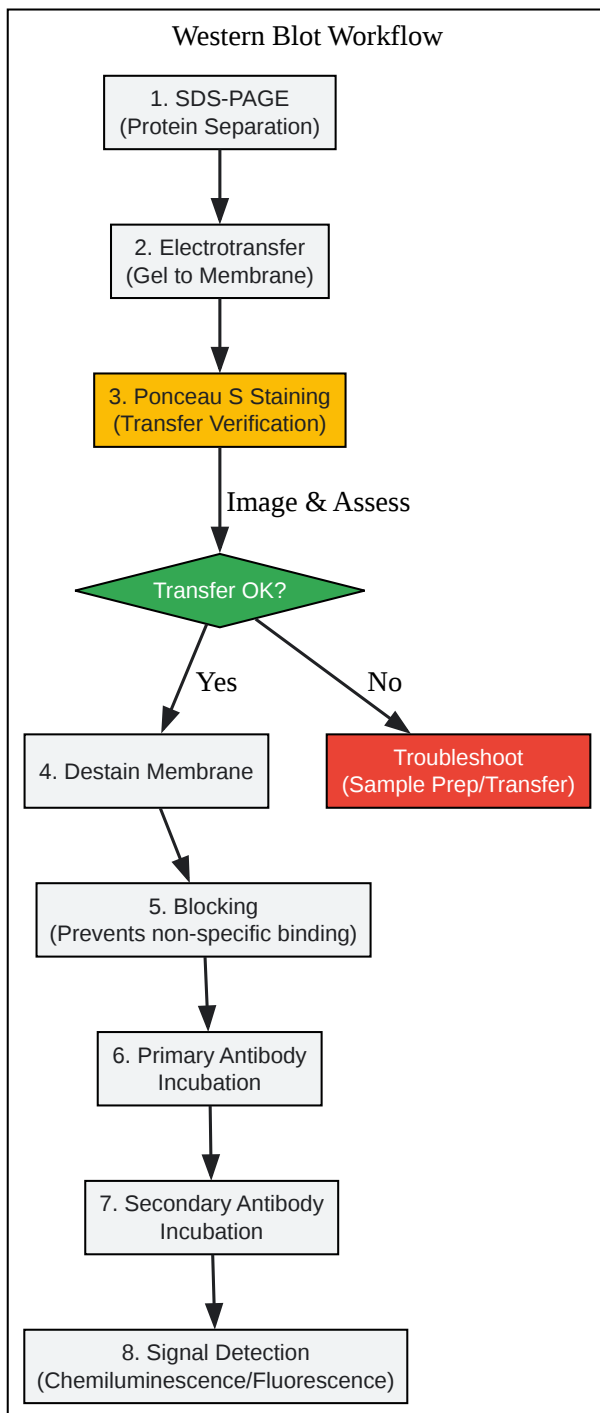 Western Blot Workflow
1. SDS-PAGE
(Protein Separation)
2. Electrotransfer
(Gel to Membrane)
3. Ponceau S Staining
(Transfer Verification)
Image & Assess
Transfer OK?
Yes
No
4. Destain Membrane
Troubleshoot
(Sample Prep/Transfer)
5. Blocking
(Prevents non-specific binding)
6. Primary Antibody
Incubation
7. Secondary Antibody
Incubation
8. Signal Detection
(Chemiluminescence/Fluorescence)